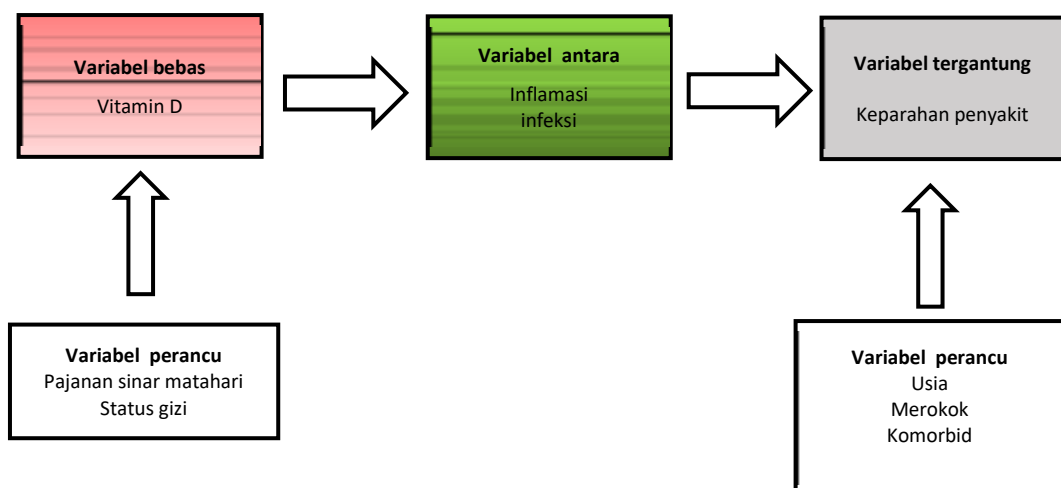 Variabel bebas
Vitamin D
Variabel antara
Inflamasi
infeksi
Variabel tergantung
Keparahan penyakit
Variabel perancu
Pajanan sinar matahari
Status gizi
Variabel perancu
Usia
Merokok
Komorbid